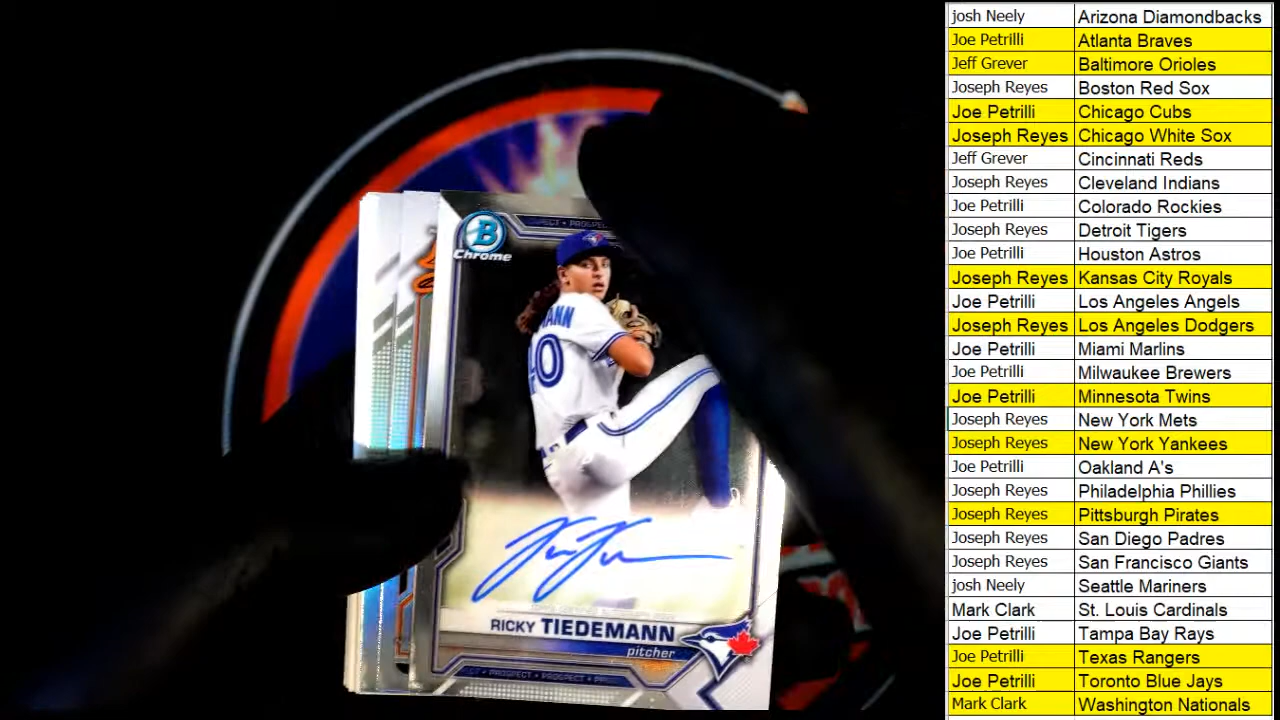 josh Neely Arizona Diamondbacks
Joe Petrilli Atlanta Braves
Jeff Grever Baltimore Orioles
Joseph Reyes Boston Red Sox
Joe Petrilli Chicago Cubs
Joseph Reyes Chicago White Sox
Jeff Grever Cincinnati Reds
Joseph Reyes Cleveland Indians
Joe Petrilli Colorado Rockies
Joseph Reyes Detroit Tigers
Joe Petrilli Houston Astros
Joseph Reyes Kansas City Royals
Joe Petrilli Los Angeles Angels
Joseph Reyes Los Angeles Dodgers
Joe Petrilli Miami Marlins
Joe Petrilli Milwaukee Brewers
Joe Petrilli Minnesota Twins
Joseph Reyes New York Mets
Joseph Reyes New York Yankees
Joe Petrilli Oakland A's
Joseph Reyes Philadelphia Phillies
Joseph Reyes Pittsburgh Pirates
Joseph Reyes San Diego Padres
Joseph Reyes San Francisco Giants
josh Neely Seattle Mariners
Mark Clark St. Louis Cardinals
Joe Petrilli Tampa Bay Rays
Joe Petrilli Texas Rangers
Joe Petrilli Toronto Blue Jays
Mark Clark Washington Nationals
B
Chrome
RICKY TIEDEMANN
pitcher
PROSPECT • PROSPECT